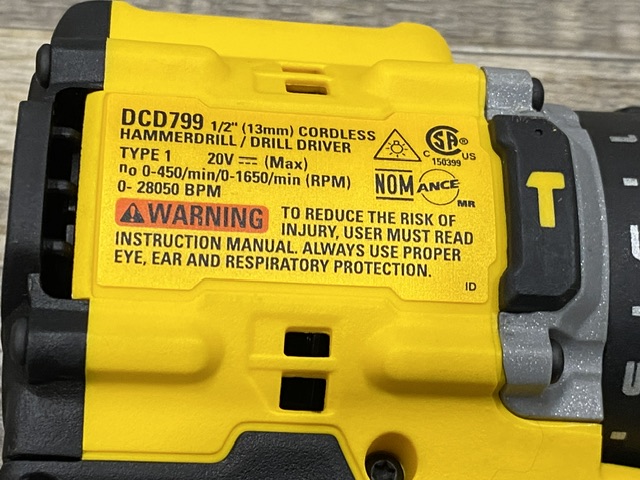 DCD799 1/2" (13mm) CORDLESS
HAMMERDRILL / DRILL DRIVER
TYPE 1 20V ⎓ (Max)
no 0-450/min/0-1650/min (RPM)
0- 28050 BPM
CSA
C US
150399
NOM
ANCE
MR
WARNING TO REDUCE THE RISK OF
INJURY, USER MUST READ
INSTRUCTION MANUAL. ALWAYS USE PROPER
EYE, EAR AND RESPIRATORY PROTECTION.
ID